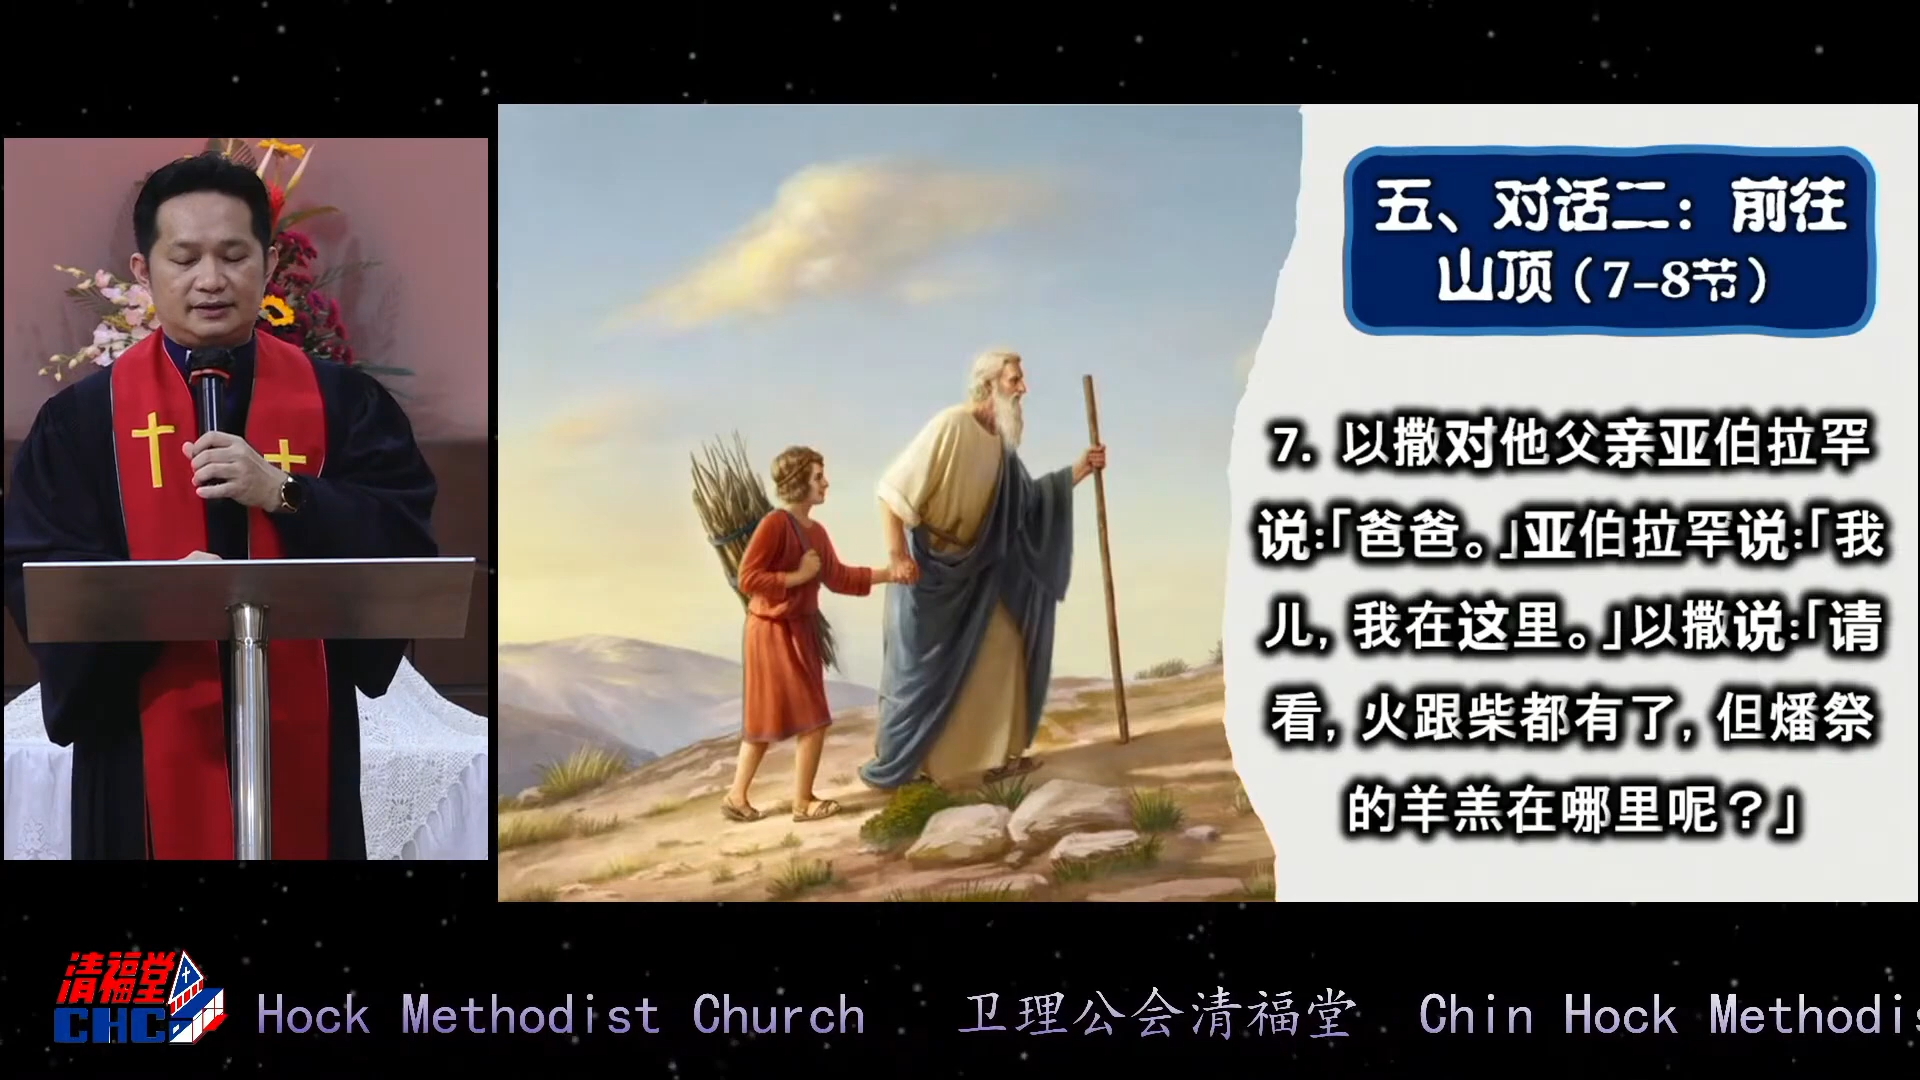 五、对话二：前往
山顶（7-8节）
7. 以撒对他父亲亚伯拉罕
说:「爸爸。」亚伯拉罕说:「我
儿, 我在这里。」以撒说:「请
看, 火跟柴都有了, 但燔祭
的羊羔在哪里呢？」
清福堂
CHC
Hock Methodist Church 卫理公会清福堂 Chin Hock Methodis